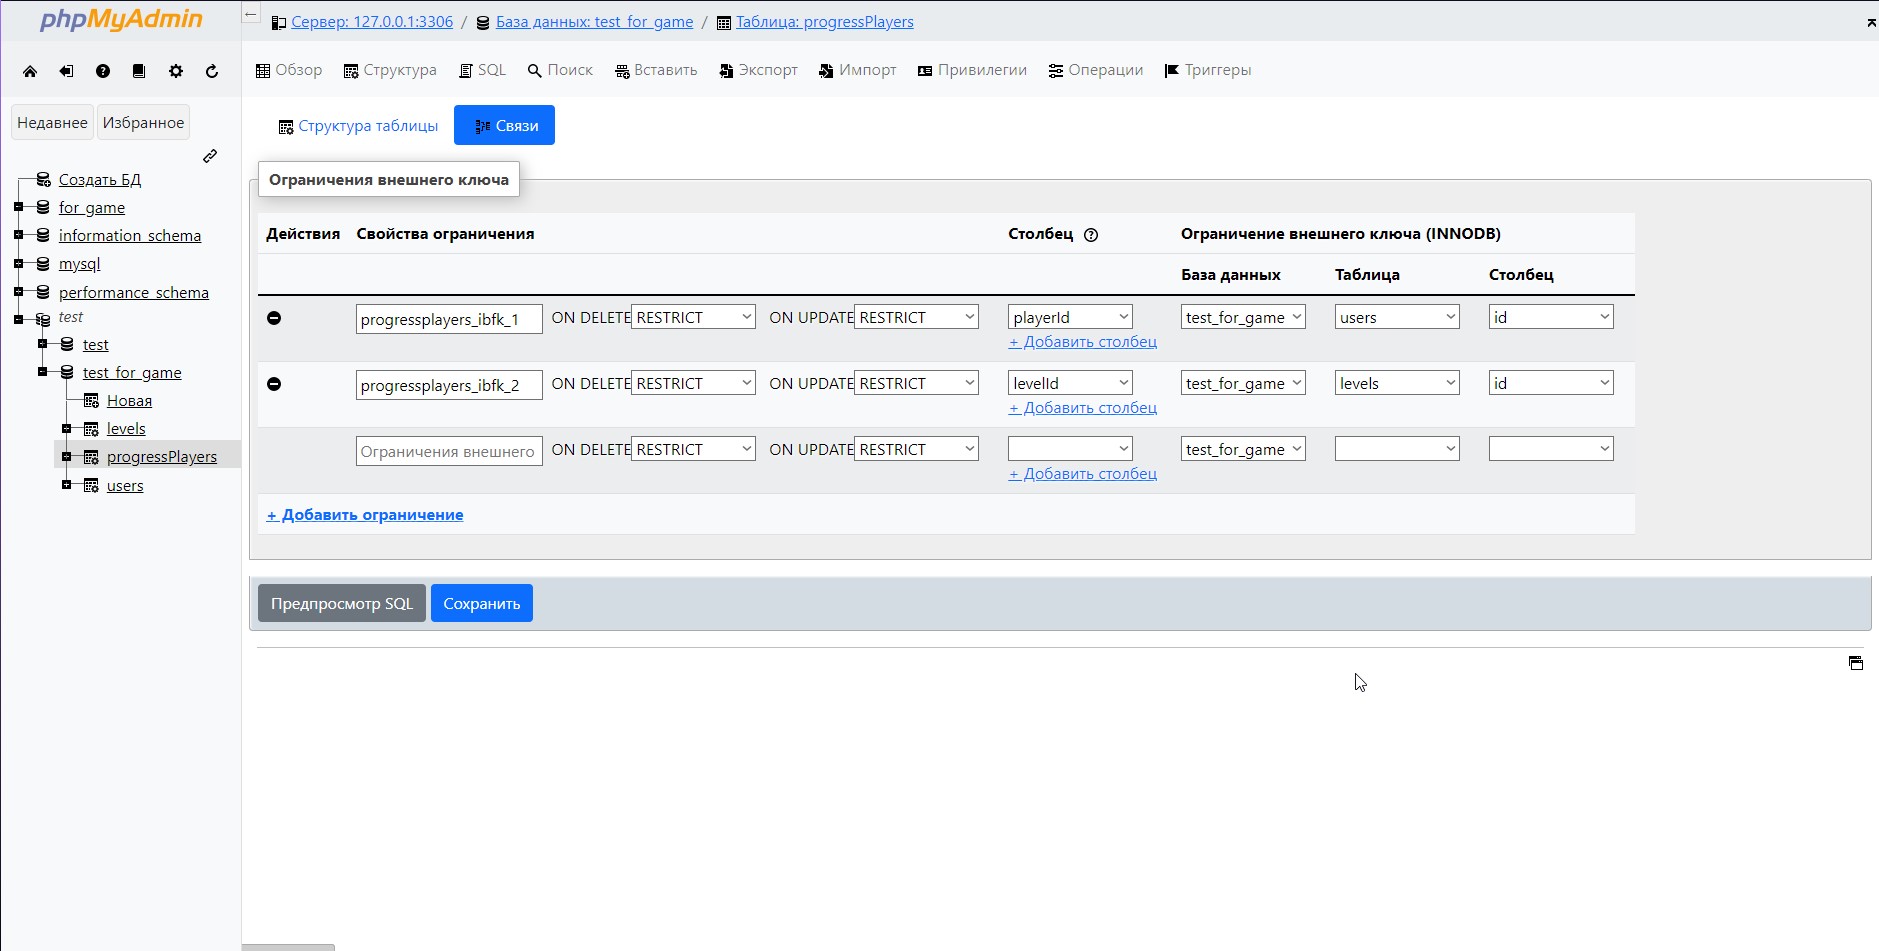 phpMyAdmin
Сервер: 127.0.0.1:3306 / База данных: test_for_game / Таблица: progressPlayers
Обзор Структура SQL Поиск Вставить Экспорт Импорт Привилегии Операции Триггеры
Недавнее Избранное
Создать БД
for_game
information_schema
mysql
performance_schema
test
test
test_for_game
Новая
levels
progressPlayers
users
Структура таблицы Связи
Ограничения внешнего ключа
Действия Свойства ограничения Столбец Ограничение внешнего ключа (INNODB)
База данных Таблица Столбец
progressplayers_ibfk_1 ON DELETE RESTRICT ON UPDATE RESTRICT playerId test_for_game users id
+ Добавить столбец
progressplayers_ibfk_2 ON DELETE RESTRICT ON UPDATE RESTRICT levelId test_for_game levels id
+ Добавить столбец
Ограничения внешнего ON DELETE RESTRICT ON UPDATE RESTRICT test_for_game
+ Добавить столбец
+ Добавить ограничение
Предпросмотр SQL Сохранить